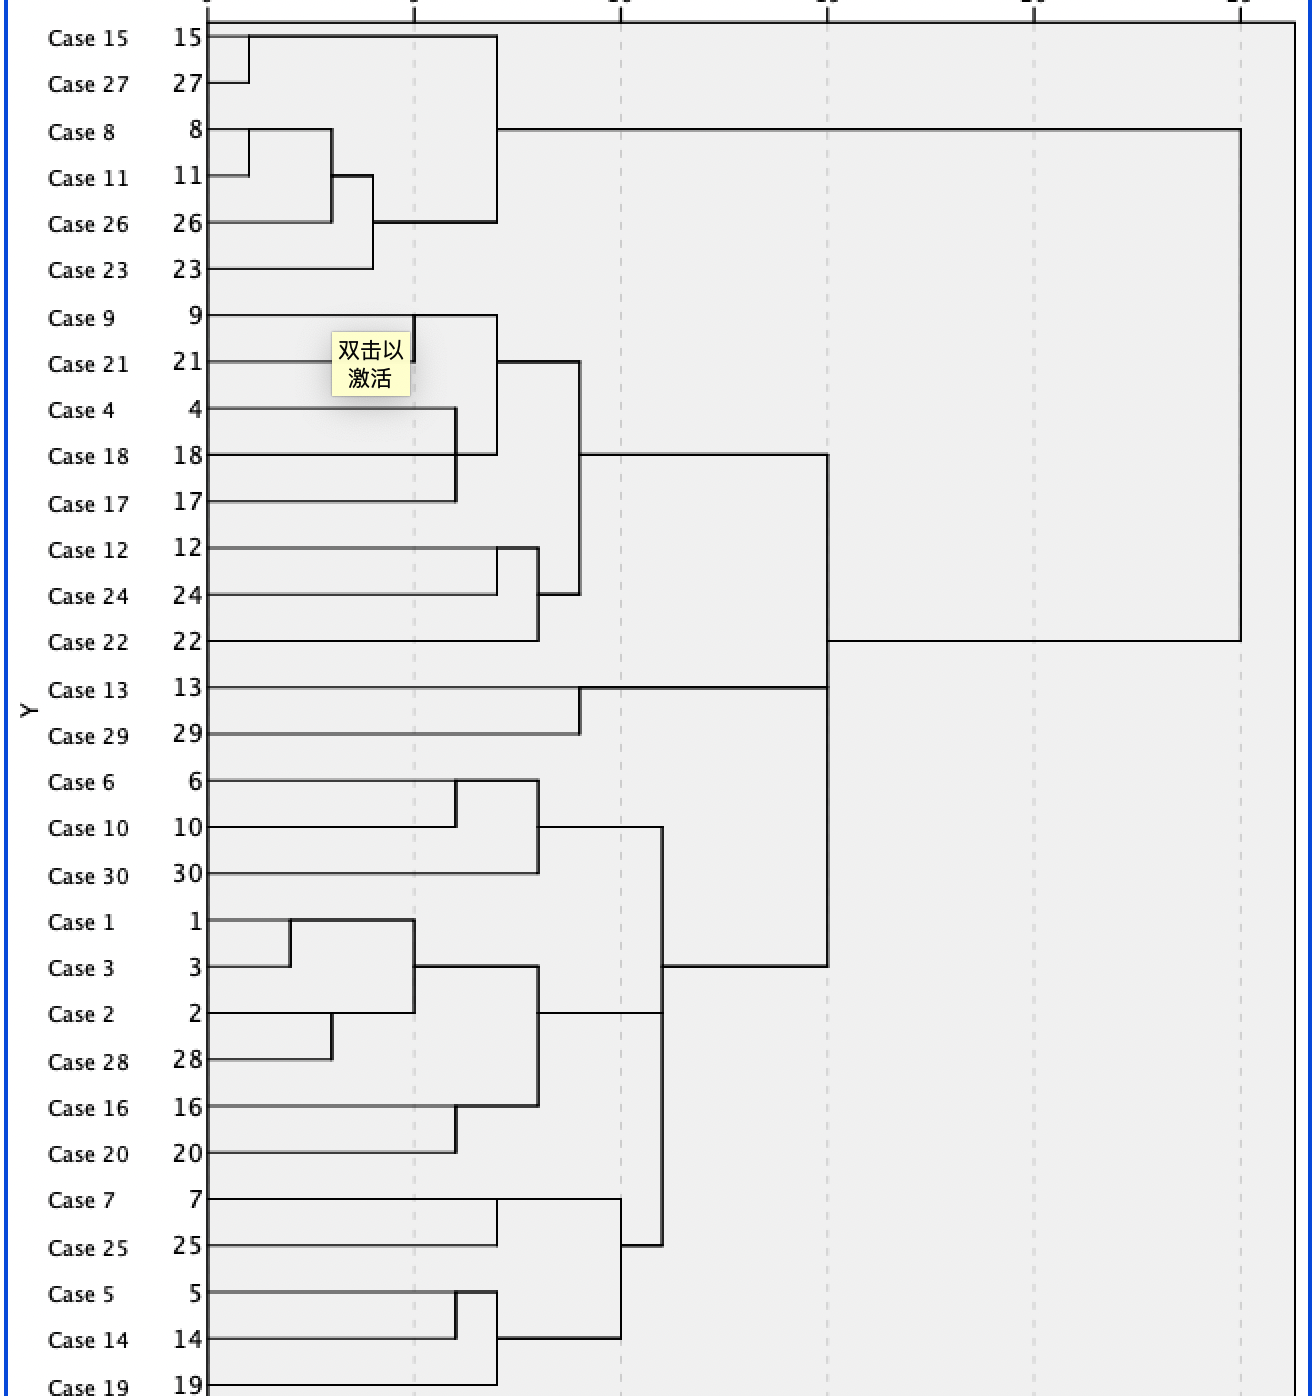 Case 15 15
Case 27 27
Case 8 8
Case 11 11
Case 26 26
Case 23 23
Case 9 9
双击以
Case 21 21
激活
Case 4 4
Case 18 18
Case 17 17
Case 12 12
Case 24 24
Case 22 22
Case 13 13
Y
Case 29 29
Case 6 6
Case 10 10
Case 30 30
Case 1 1
Case 3 3
Case 2 2
Case 28 28
Case 16 16
Case 20 20
Case 7 7
Case 25 25
Case 5 5
Case 14 14
Case 19 19